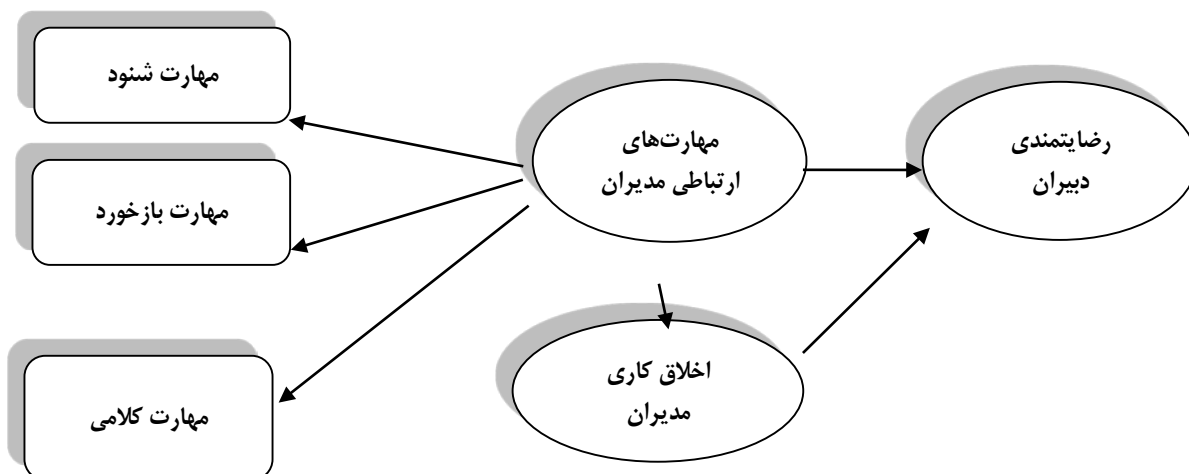 مهارت شنود
مهارت‌های
ارتباطی مدیران
رضایتمندی
دبیران
مهارت بازخورد
اخلاق کاری
مدیران
مهارت کلامی